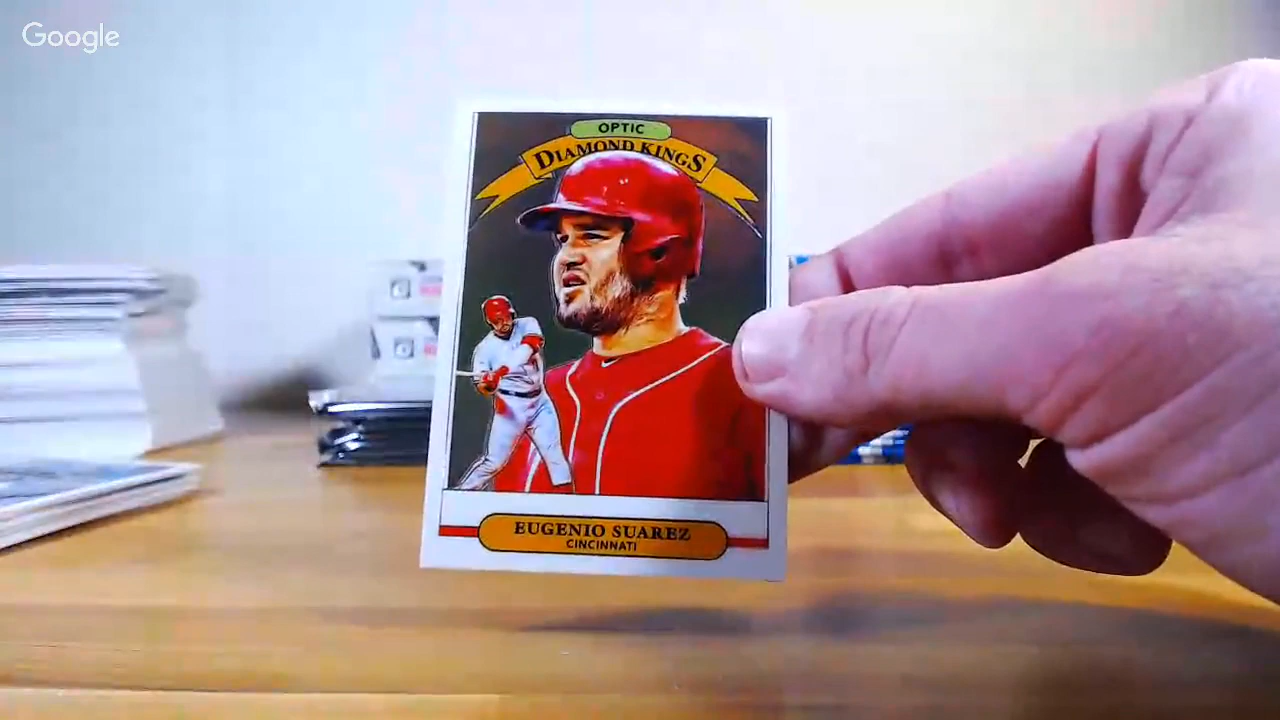 Google
OPTIC
DIAMOND KINGS
EUGENIO SUAREZ
CINCINNATI